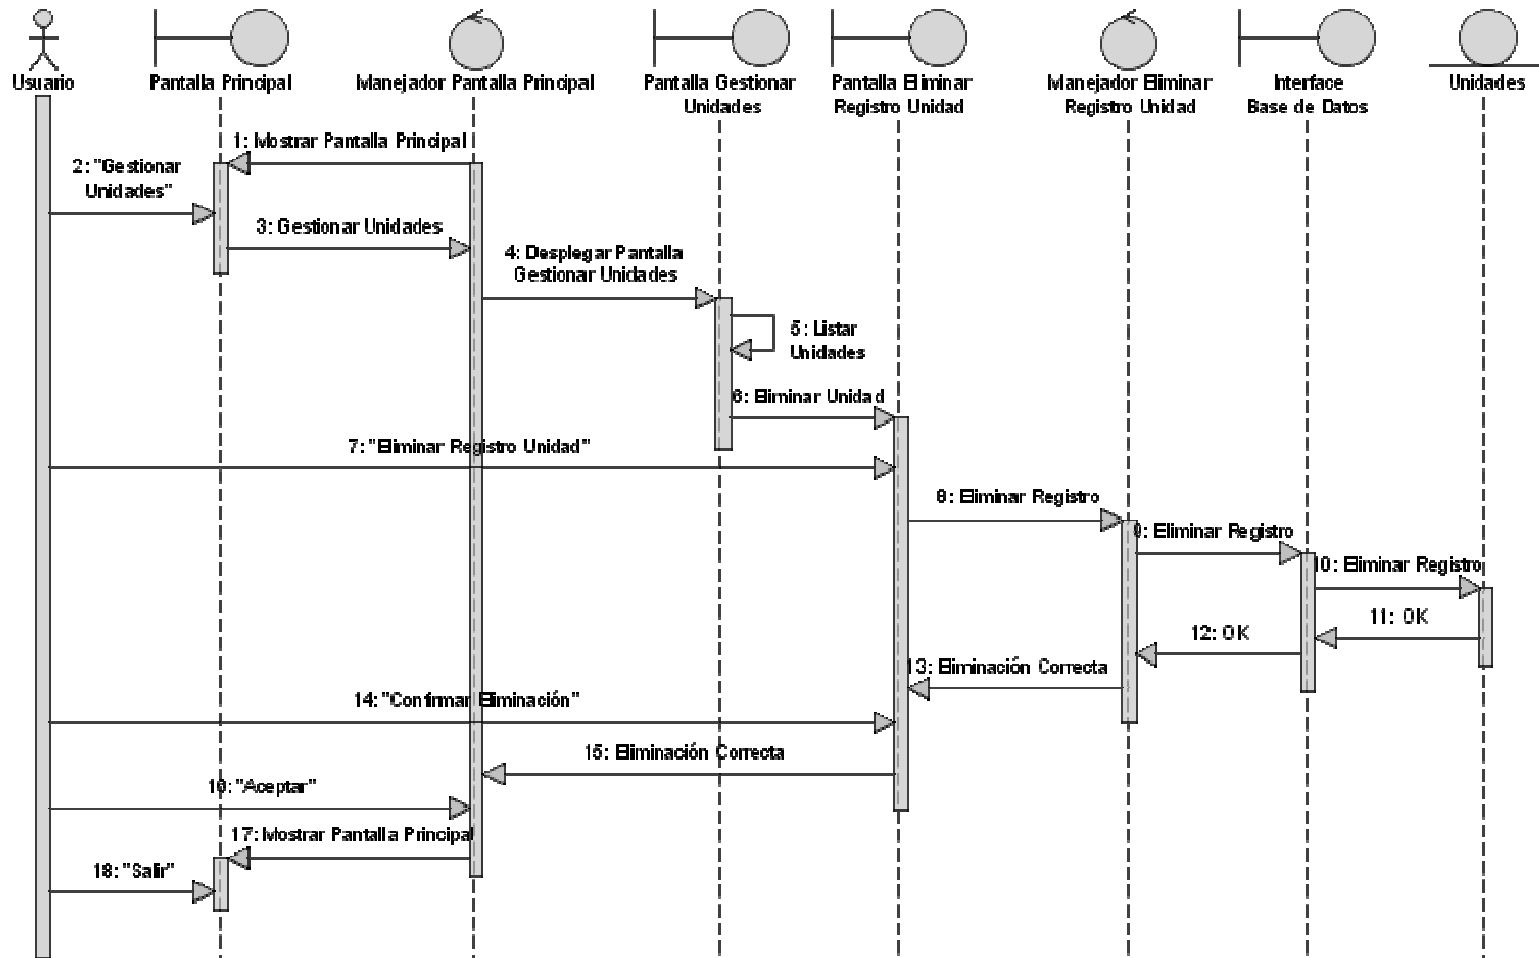 Usuario
Pantalla Principal
Manejador Pantalla Principal
Pantalla Gestionar
Unidades
Pantalla Eliminar
Registro Unidad
Manejador Eliminar
Registro Unidad
Interface
Base de Datos
Unidades
1: Mostrar Pantalla Principal
2: "Gestionar
Unidades"
3: Gestionar Unidades
4: Desplegar Pantalla
Gestionar Unidades
5: Listar
Unidades
6: Eliminar Unidad
7: "Eliminar Registro Unidad"
8: Eliminar Registro
9: Eliminar Registro
10: Eliminar Registro
11: OK
12: OK
13: Eliminación Correcta
14: "Confirmar Eliminación"
15: Eliminación Correcta
16: "Aceptar"
17: Mostrar Pantalla Principal
18: "Salir"